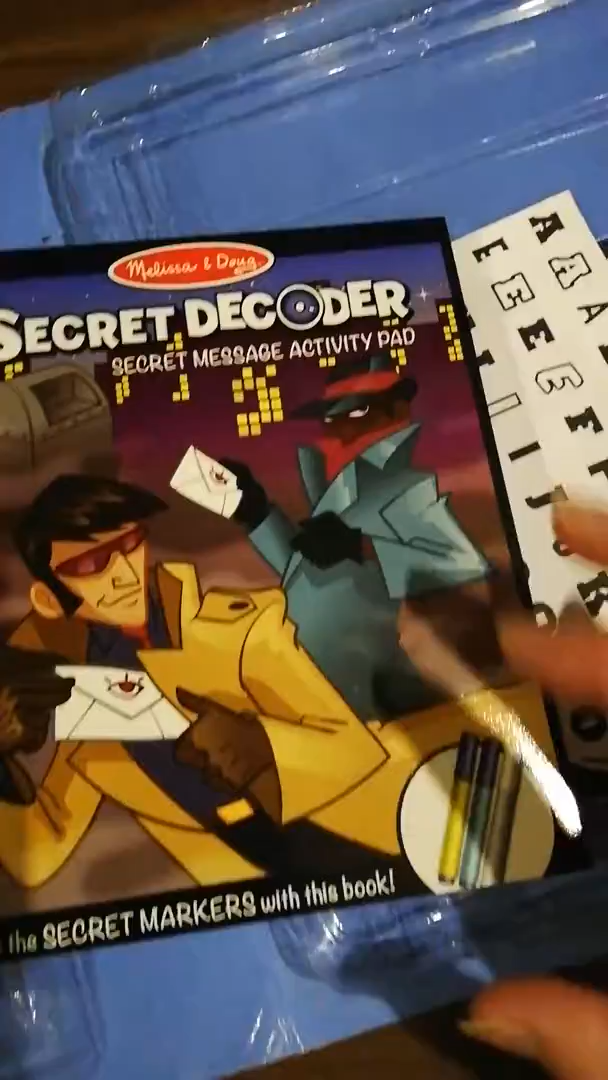 Melissa & Doug
SECRET DECODER
SECRET MESSAGE ACTIVITY PAD
the SECRET MARKERS with this book!
A
A
A
E
E
E
E
F
F
I
I
J
K